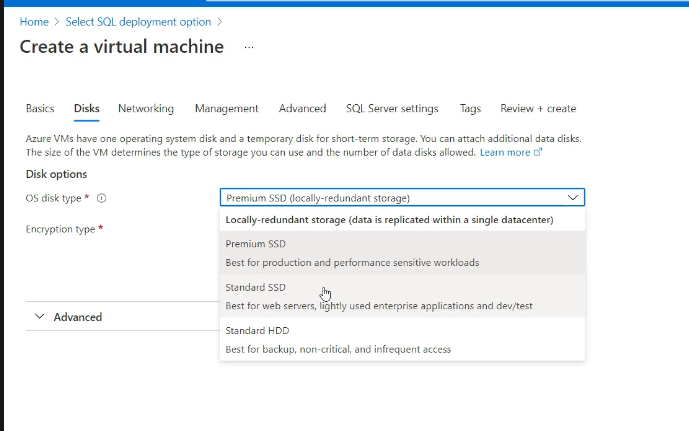 Home > Select SQL deployment option >
Create a virtual machine ...
Basics Disks Networking Management Advanced SQL Server settings Tags Review + create
Azure VMs have one operating system disk and a temporary disk for short-term storage. You can attach additional data disks.
The size of the VM determines the type of storage you can use and the number of data disks allowed. Learn more
Disk options
OS disk type *
Premium SSD (locally-redundant storage)
Locally-redundant storage (data is replicated within a single datacenter)
Encryption type *
Premium SSD
Best for production and performance sensitive workloads
Standard SSD
Best for web servers, lightly used enterprise applications and dev/test
Advanced
Standard HDD
Best for backup, non-critical, and infrequent access